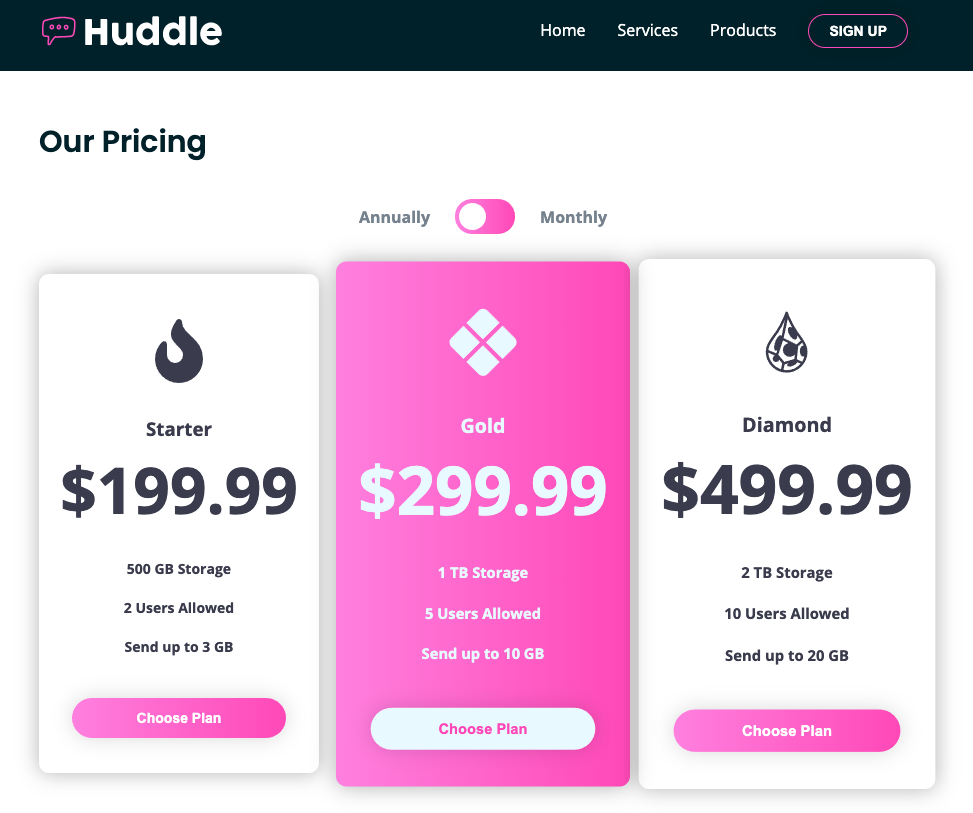 Huddle
Home Services Products SIGN UP
Our Pricing
Annually Monthly
Starter
$199.99
500 GB Storage
2 Users Allowed
Send up to 3 GB
Choose Plan
Gold
$299.99
1 TB Storage
5 Users Allowed
Send up to 10 GB
Choose Plan
Diamond
$499.99
2 TB Storage
10 Users Allowed
Send up to 20 GB
Choose Plan